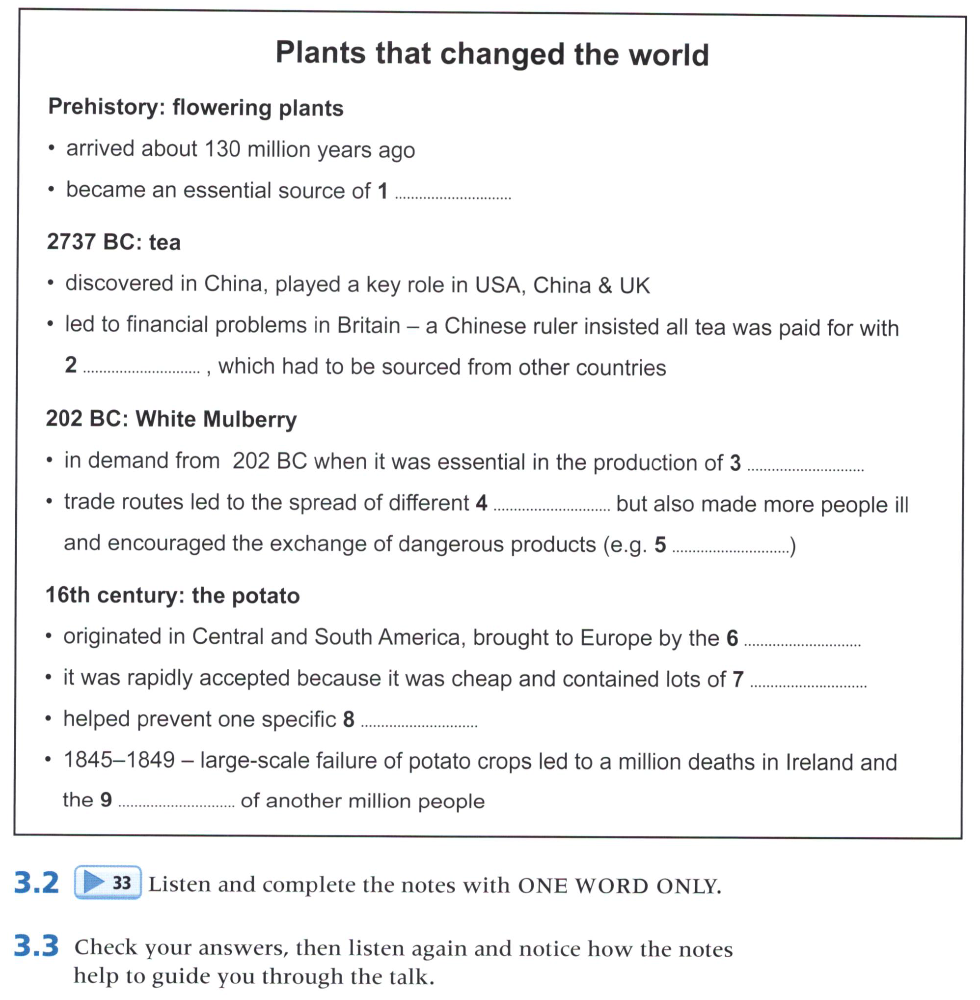 Plants that changed the world
Prehistory: flowering plants
• arrived about 130 million years ago
• became an essential source of 1 ............................
2737 BC: tea
• discovered in China, played a key role in USA, China & UK
• led to financial problems in Britain – a Chinese ruler insisted all tea was paid for with
2 ............................ , which had to be sourced from other countries
202 BC: White Mulberry
• in demand from 202 BC when it was essential in the production of 3 ............................
• trade routes led to the spread of different 4 ............................ but also made more people ill
and encouraged the exchange of dangerous products (e.g. 5 ............................)
16th century: the potato
• originated in Central and South America, brought to Europe by the 6 ............................
• it was rapidly accepted because it was cheap and contained lots of 7 ............................
• helped prevent one specific 8 ............................
• 1845–1849 – large-scale failure of potato crops led to a million deaths in Ireland and
the 9 ............................ of another million people
3.2 33 Listen and complete the notes with ONE WORD ONLY.
3.3 Check your answers, then listen again and notice how the notes
help to guide you through the talk.